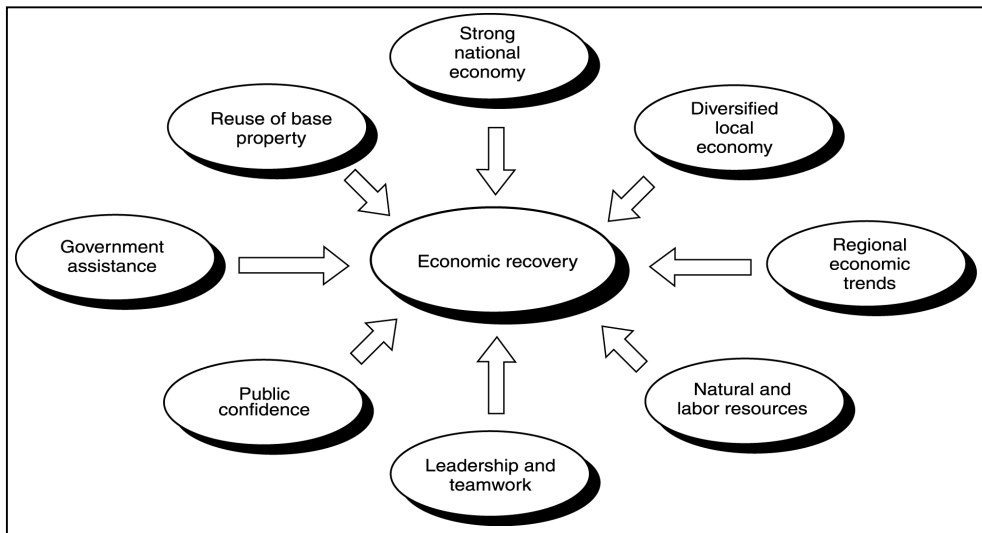 Strong
national
economy
Reuse of base
property
Diversified
local
economy
Government
assistance
Economic recovery
Regional
economic
trends
Public
confidence
Natural and
labor resources
Leadership and
teamwork